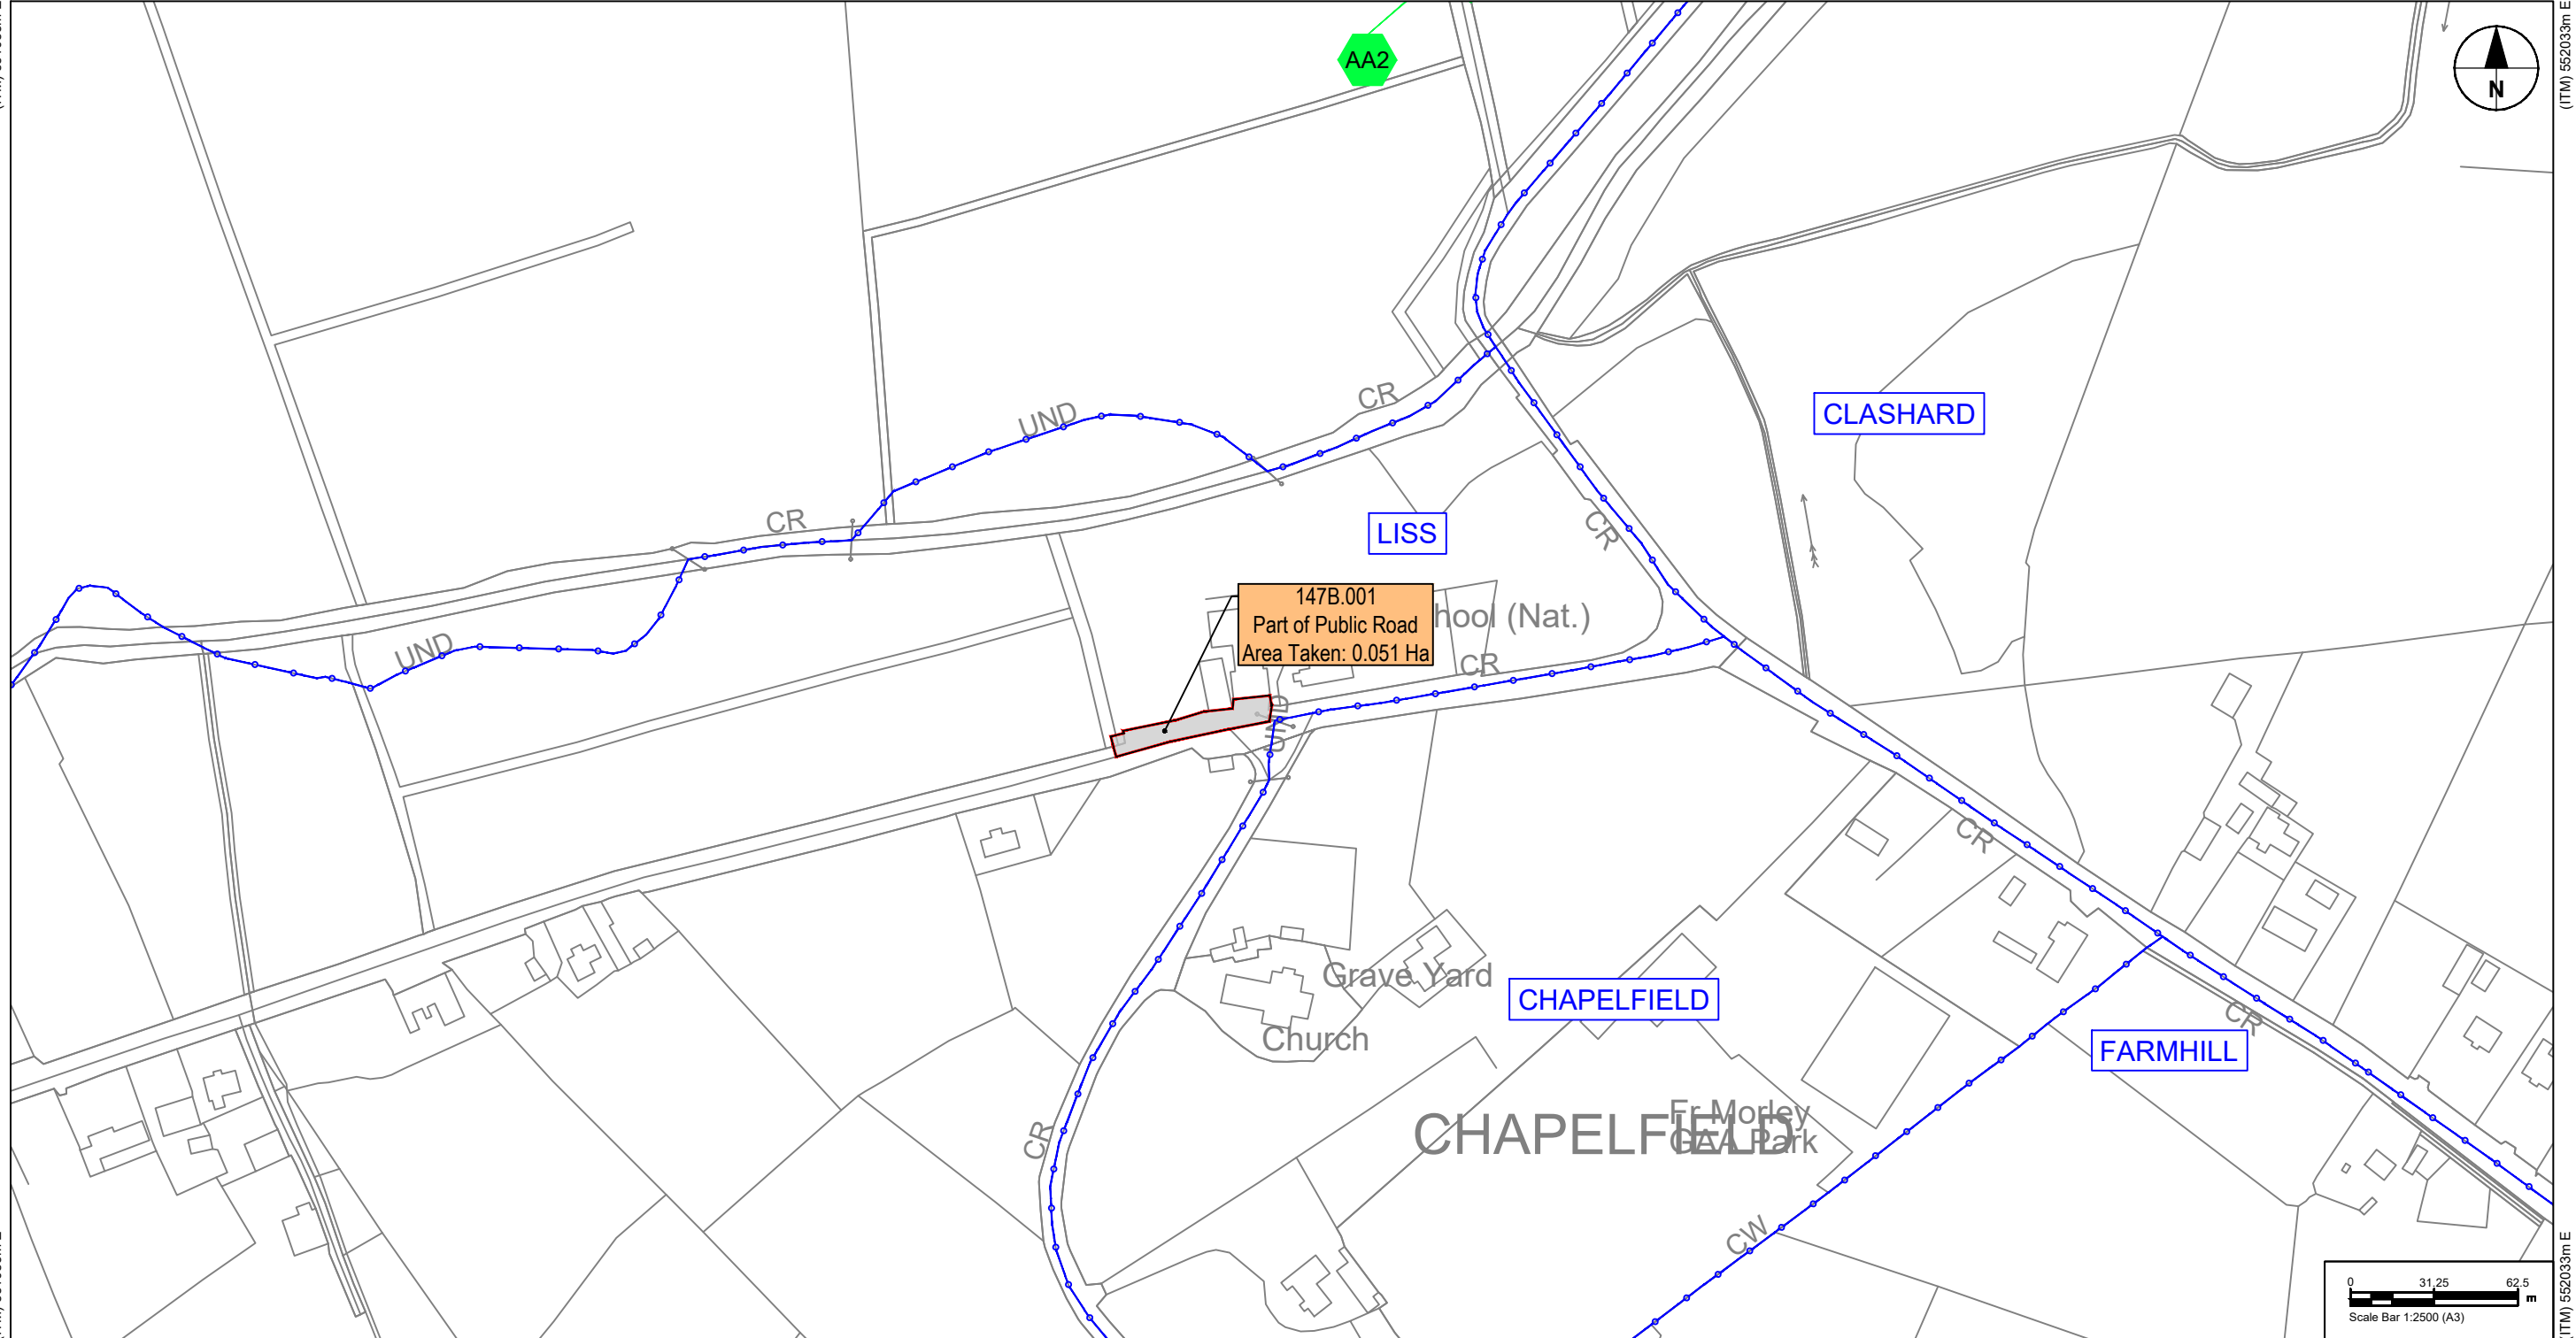 AA2
(ITM) 552033m E
N
CR
UND
CLASHARD
CR
LISS
CR
147B.001
Part of Public Road
Area Taken: 0.051 Ha
hool (Nat.)
UND
CR
UND
CR
Grave Yard
CHAPELFIELD
Church
CR
FARMHILL
CHAPELFIELD
Fr Morley
GAA Park
CR
CW
0 31.25 62.5
m
Scale Bar 1:2500 (A3)
(ITM) 552033m E